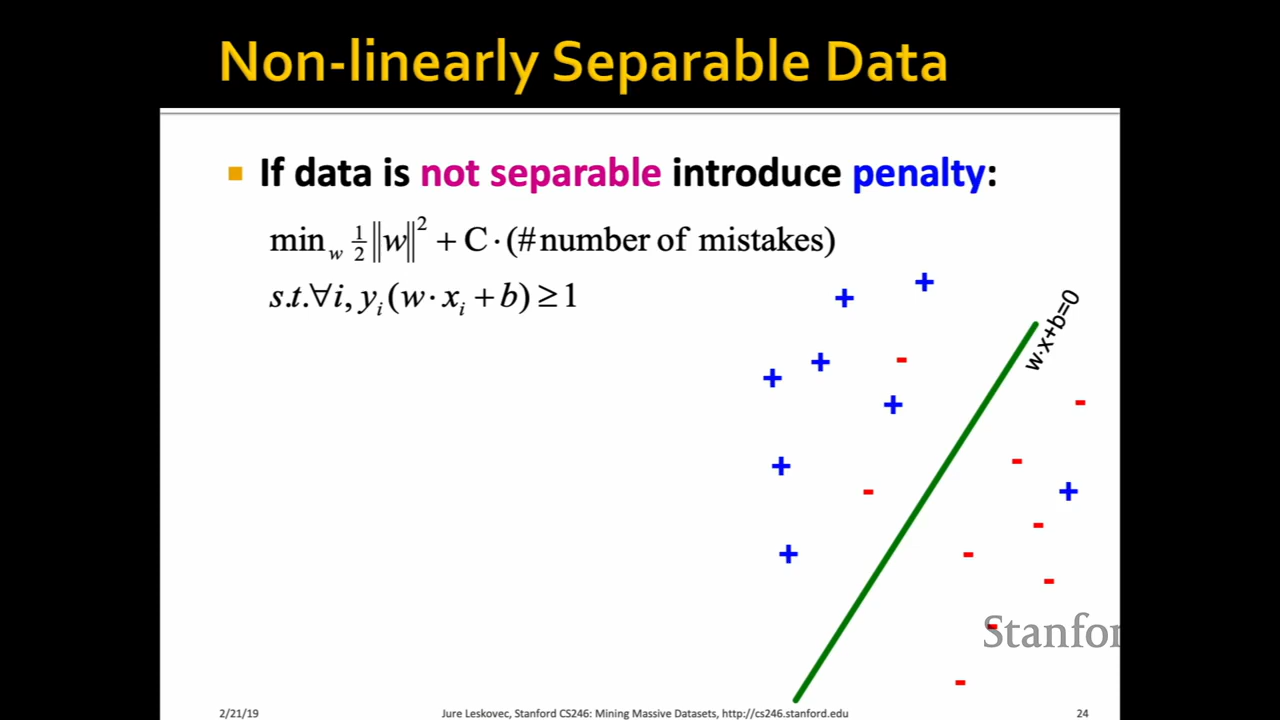 Non-linearly Separable Data
▪ If data is not separable introduce penalty:
min_w ½‖w‖² + C · (# number of mistakes)
s.t.∀i, y_i (w · x_i + b) ≥ 1
w·x+b=0
Stanfor
2/21/19
Jure Leskovec, Stanford CS246: Mining Massive Datasets, http://cs246.stanford.edu
24